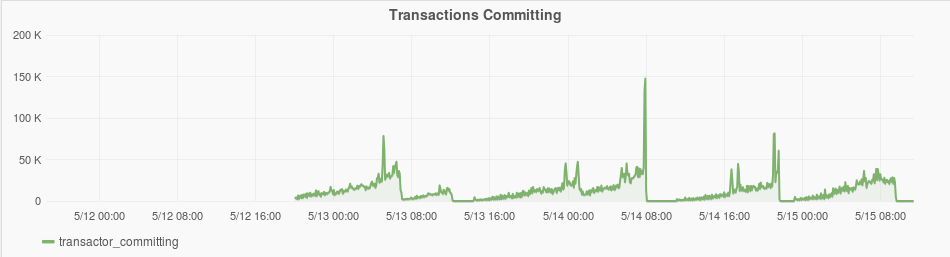 Transactions Committing
200 K
150 K
100 K
50 K
0
5/12 00:00 5/12 08:00 5/12 16:00 5/13 00:00 5/13 08:00 5/13 16:00 5/14 00:00 5/14 08:00 5/14 16:00 5/15 00:00 5/15 08:00
transactor_committing